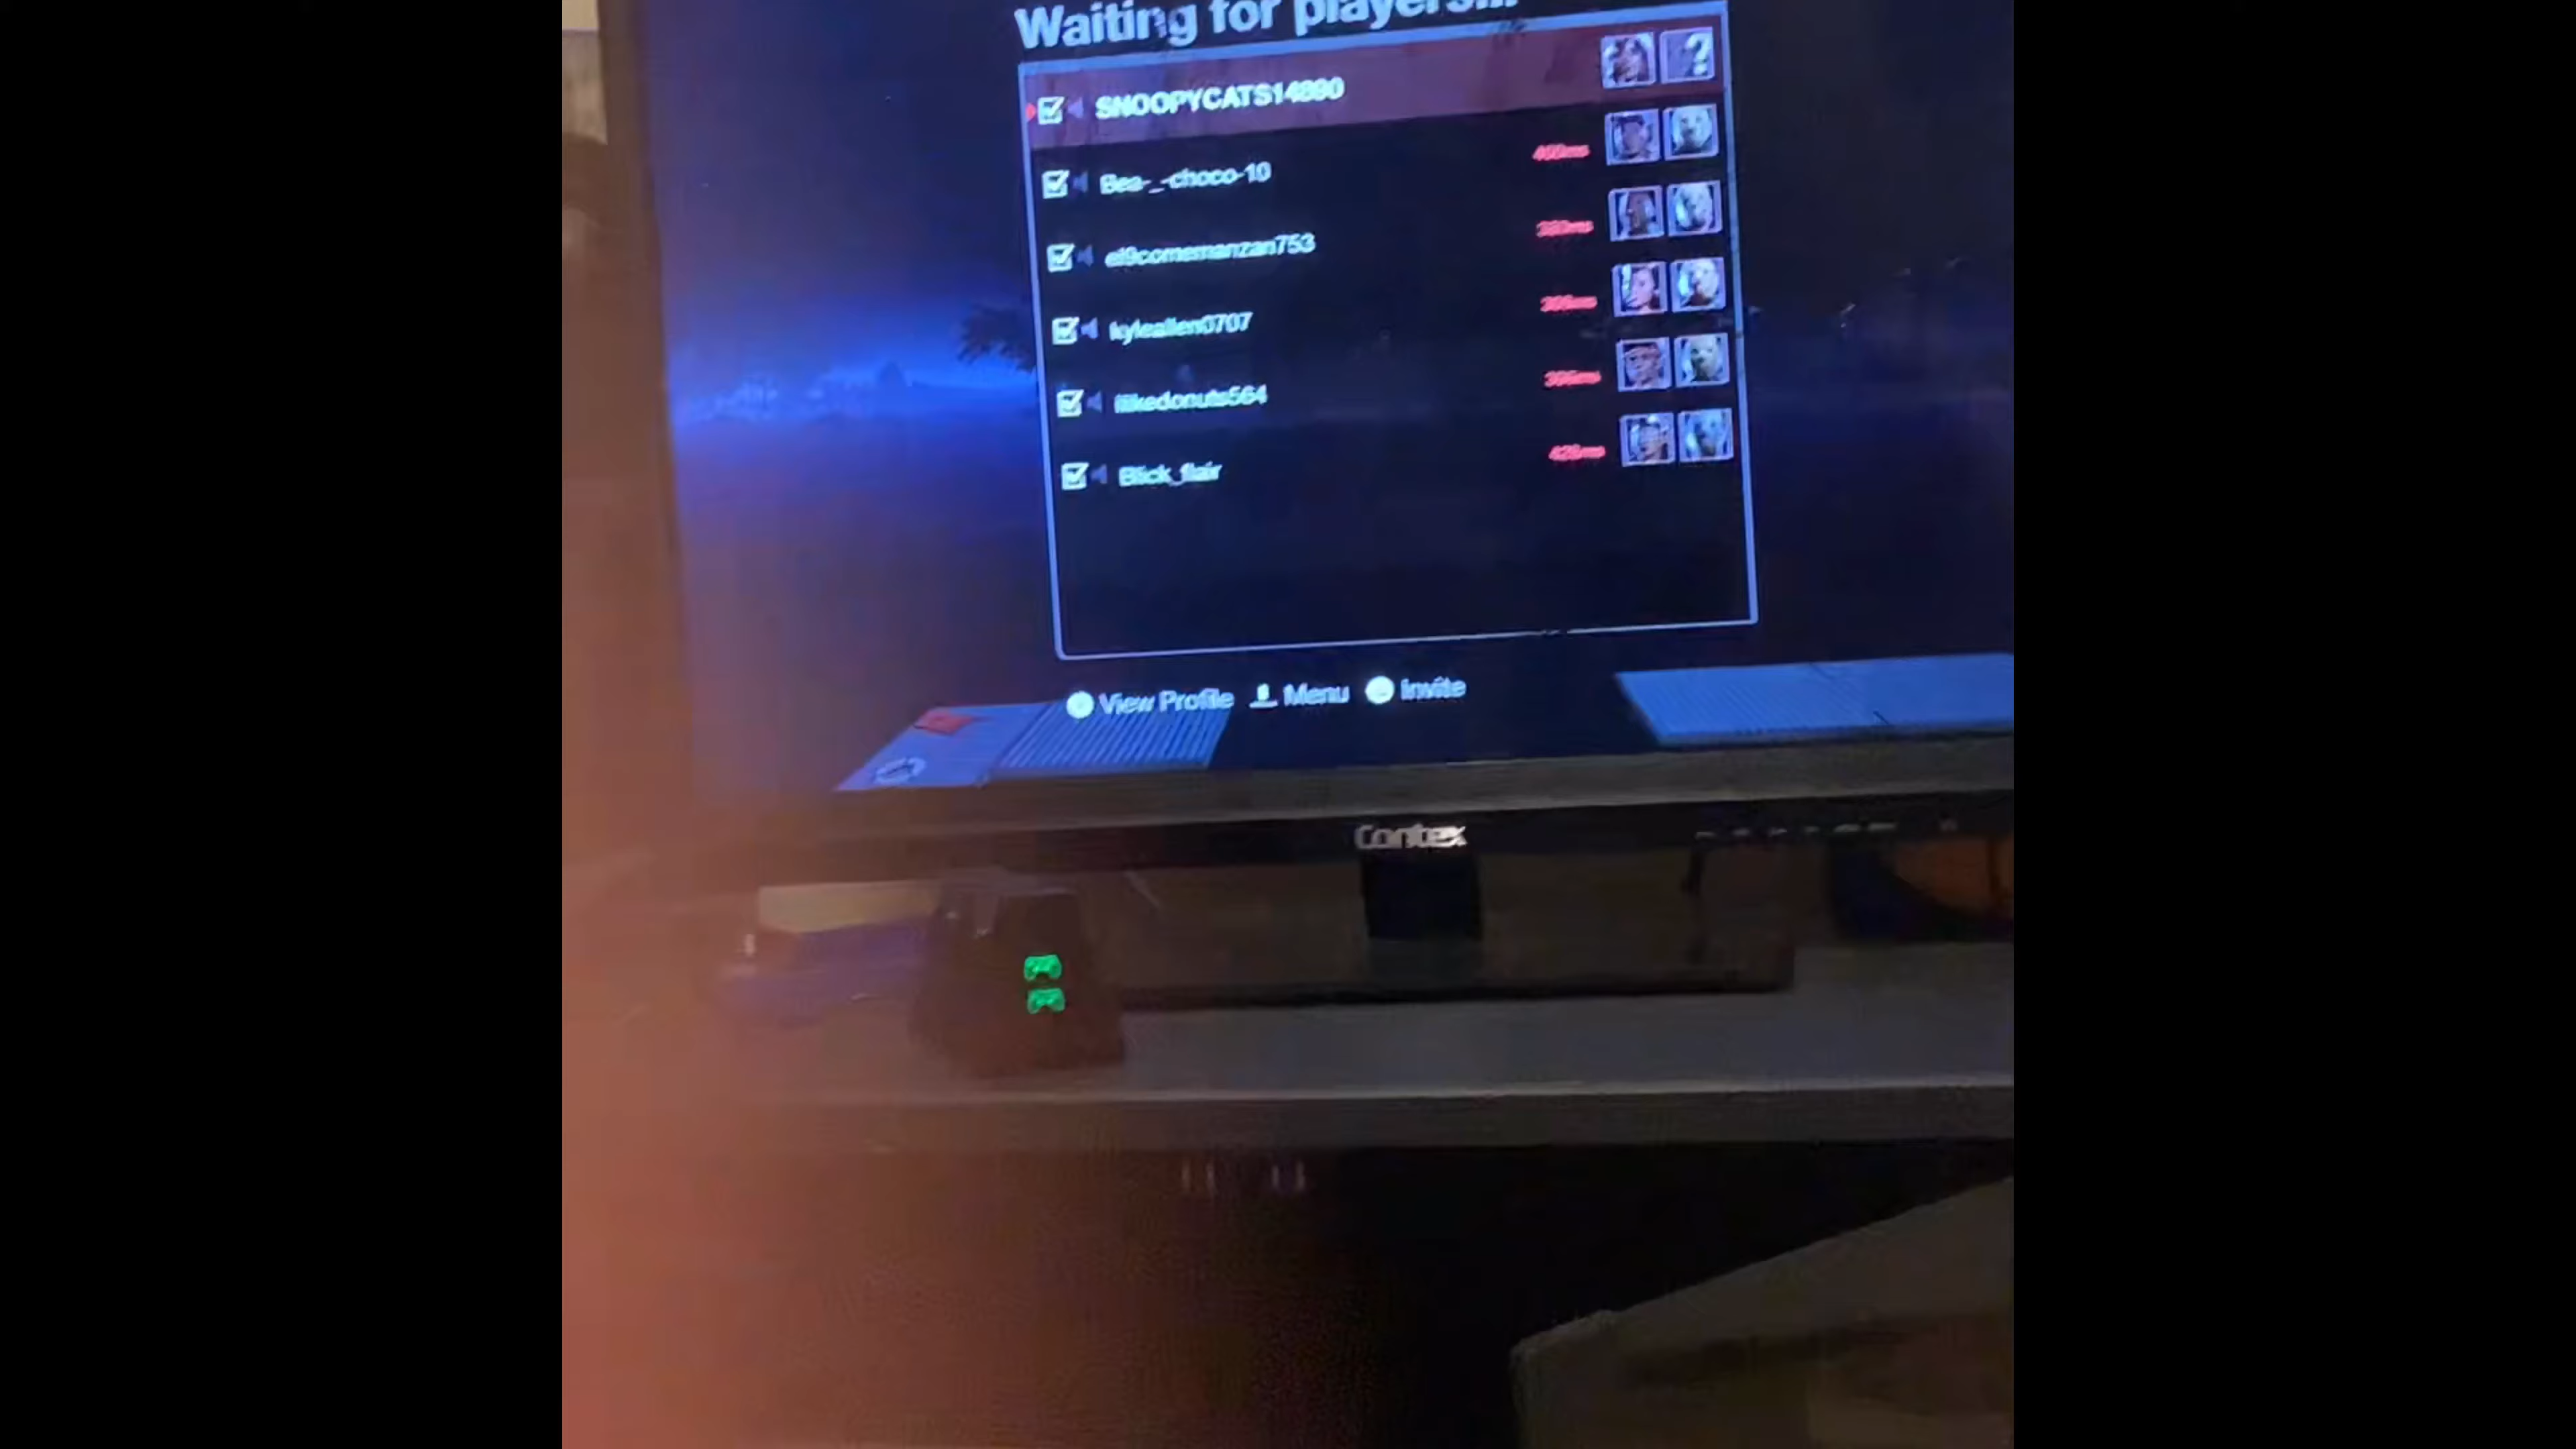 Waiting for players...
SNOOPYCATS14890
Bea-_-choco-10
el9comemanzan753
kyleallen0707
Ilikedonuts564
Blick_flair
View Profile Menu Invite
Contex